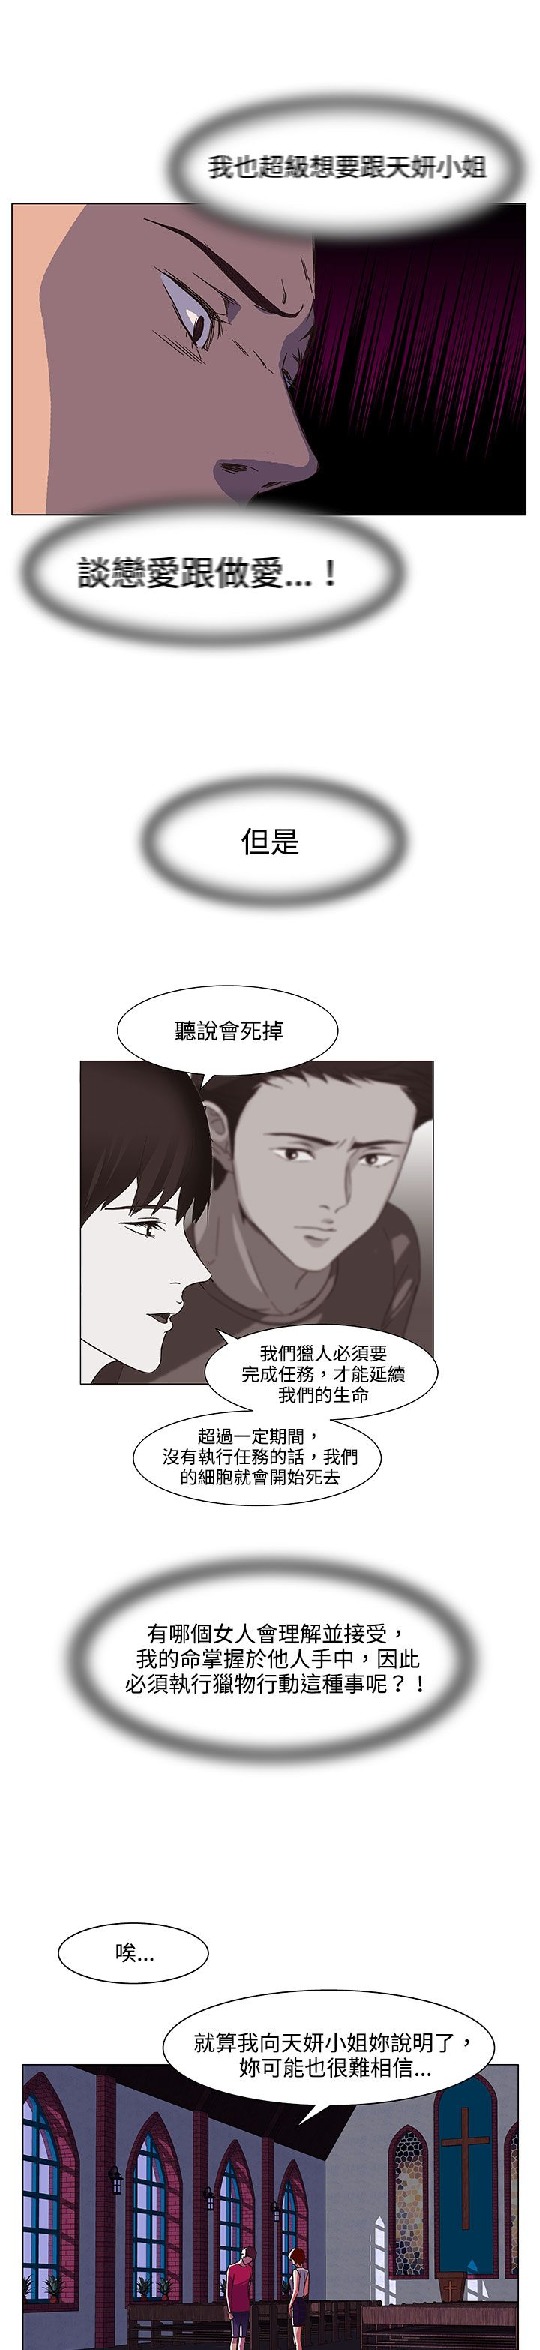 我也超級想要跟天妍小姐
談戀愛跟做愛...！
但是
聽說會死掉
我們獵人必須要
完成任務，才能延續
我們的生命
超過一定期間，
沒有執行任務的話，我們
的細胞就會開始死去
有哪個女人會理解並接受，
我的命掌握於他人手中，因此
必須執行獵物行動這種事呢？！
唉...
就算我向天妍小姐妳說明了，
妳可能也很難相信...